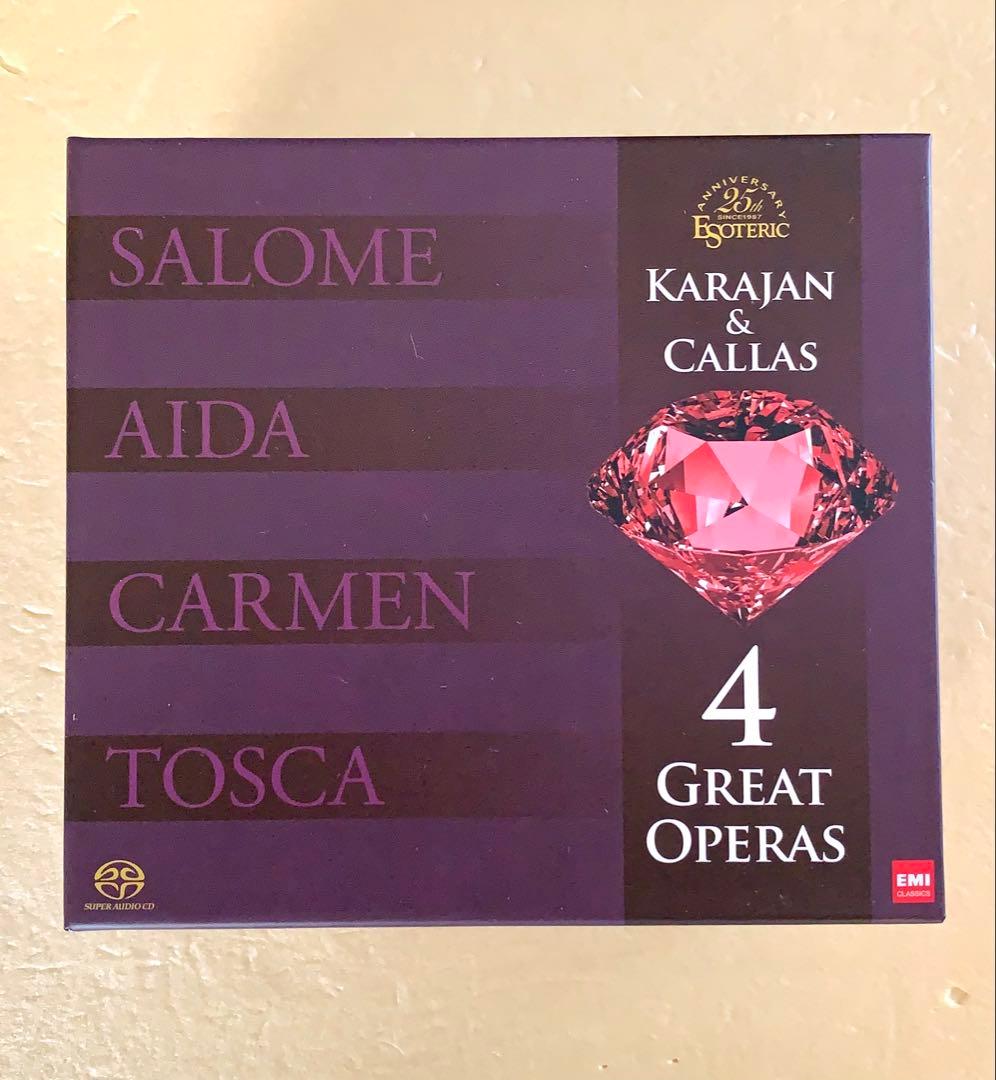 SALOME
AIDA
CARMEN
TOSCA
SUPER AUDIO CD
ANNIVERSARY
25th
SINCE1987
ESOTERIC
KARAJAN
&
CALLAS
4
GREAT
OPERAS
EMI
CLASSICS